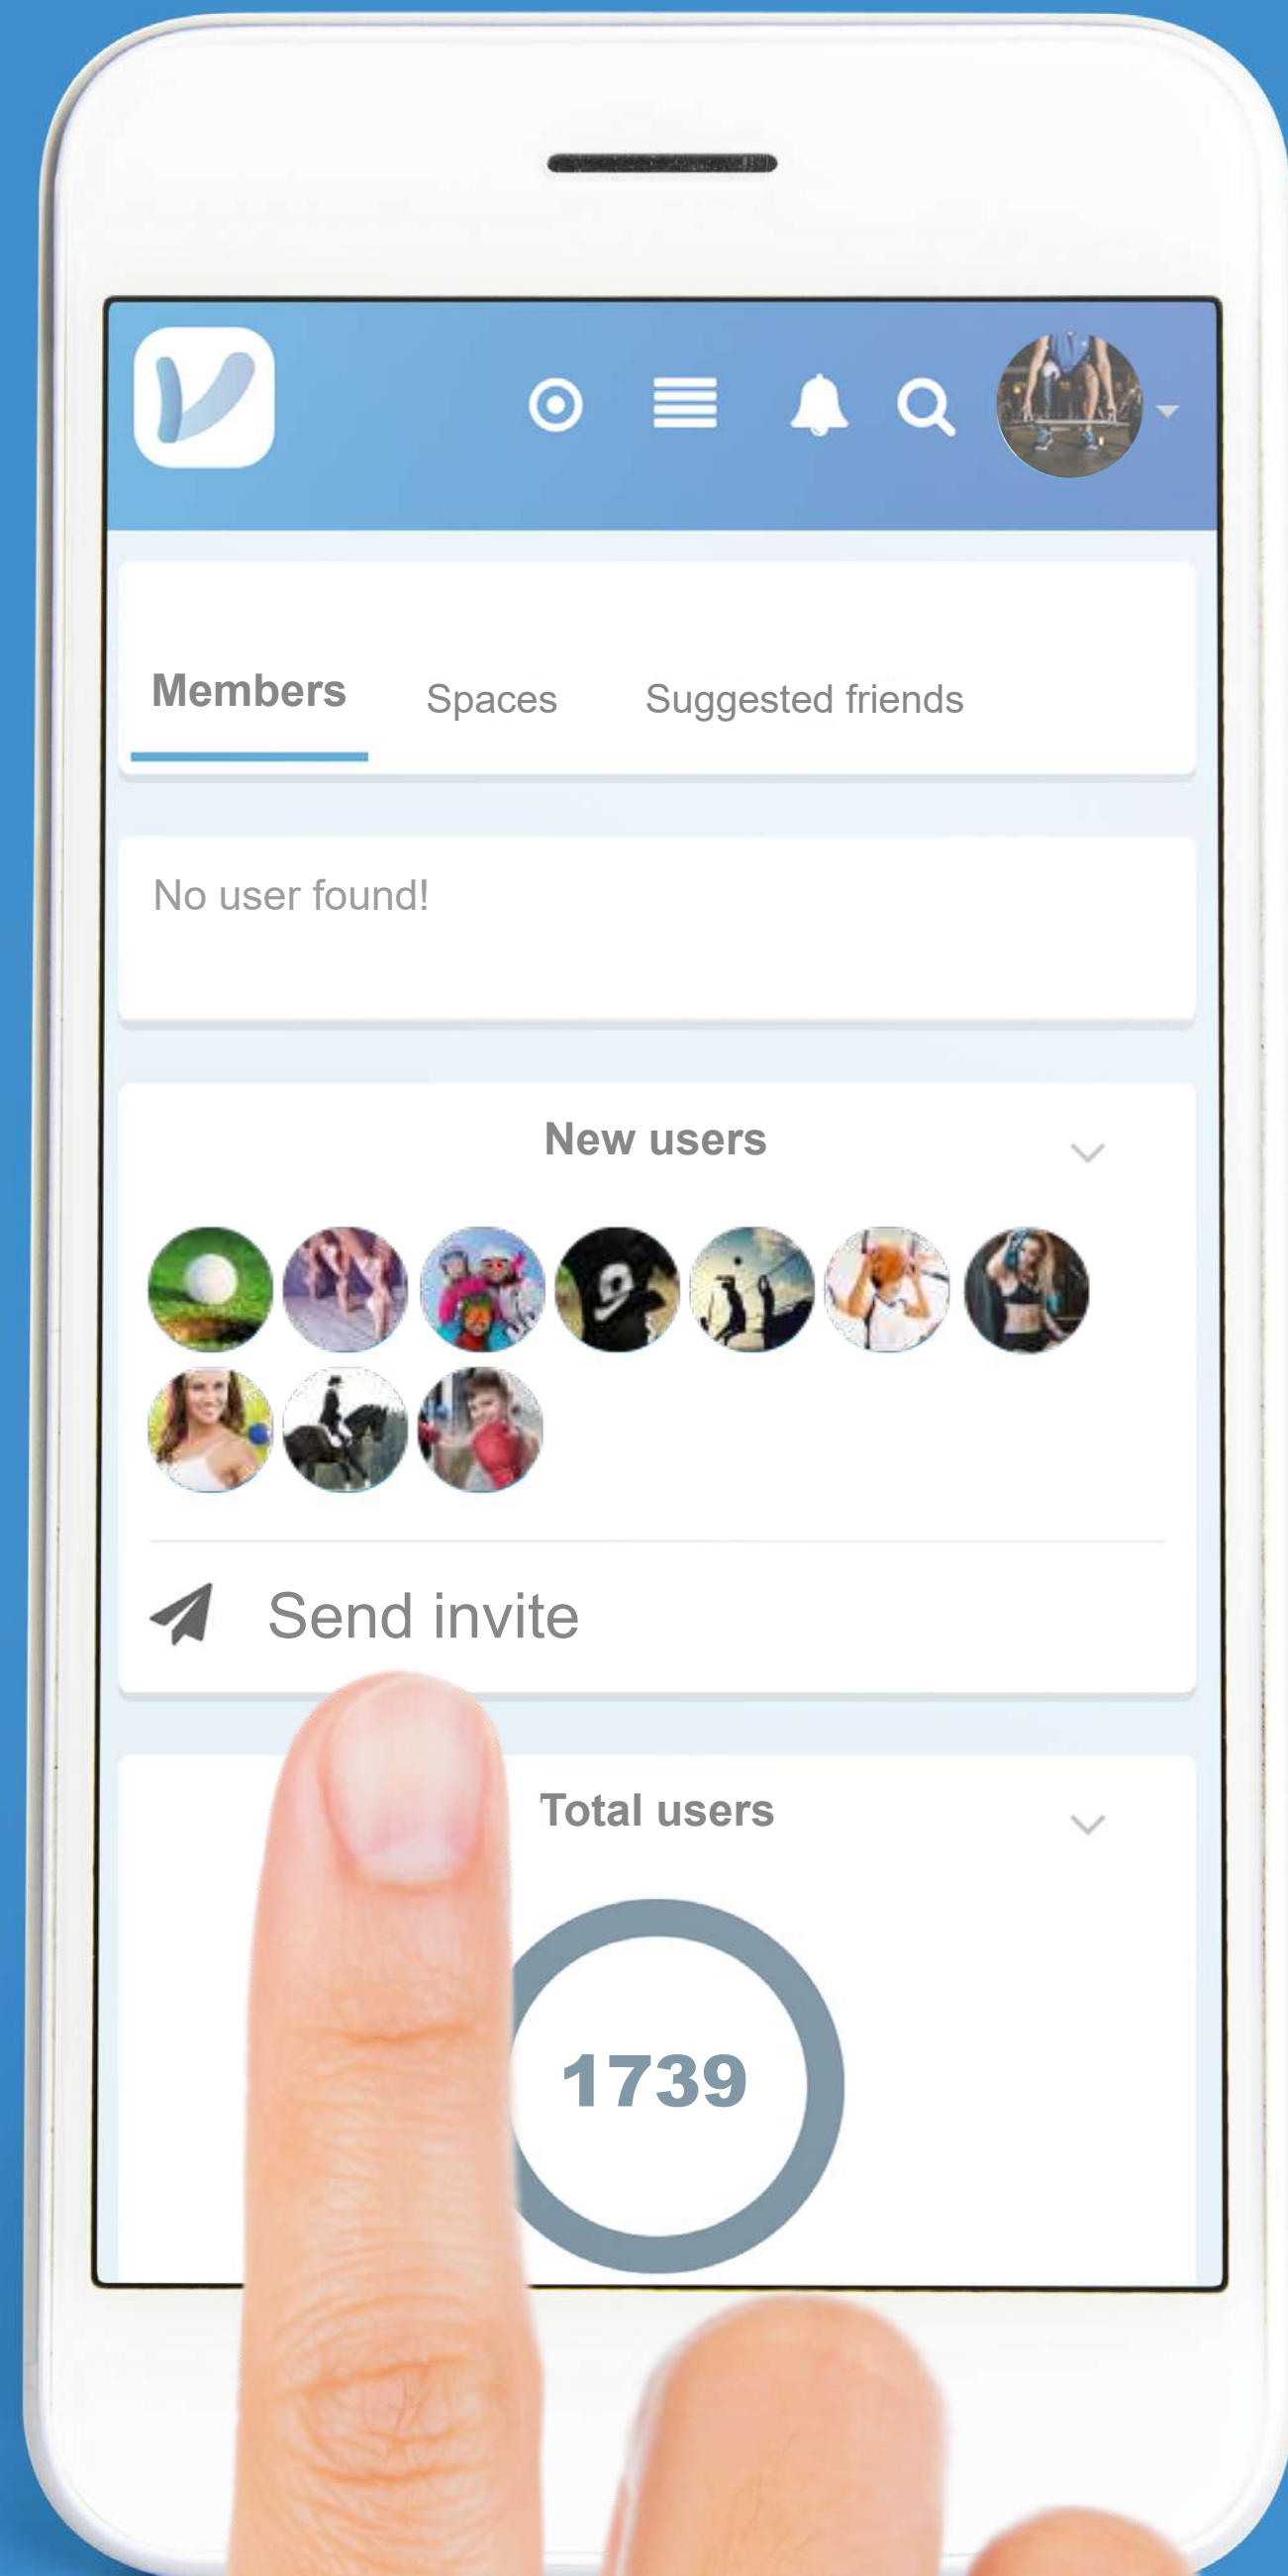 Members Spaces Suggested friends
No user found!
New users
Send invite
Total users
1739